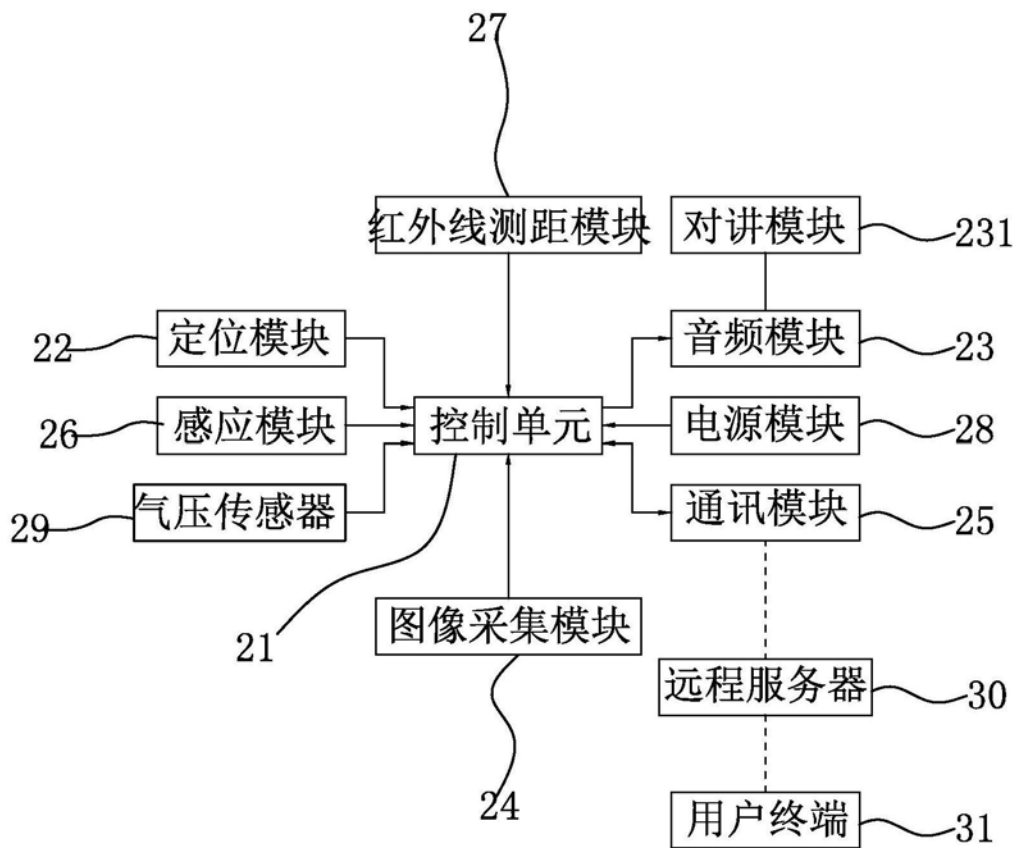 27
红外线测距模块
对讲模块
231
22
定位模块
音频模块
23
26
感应模块
控制单元
电源模块
28
29
气压传感器
通讯模块
25
21
图像采集模块
24
远程服务器
30
用户终端
31